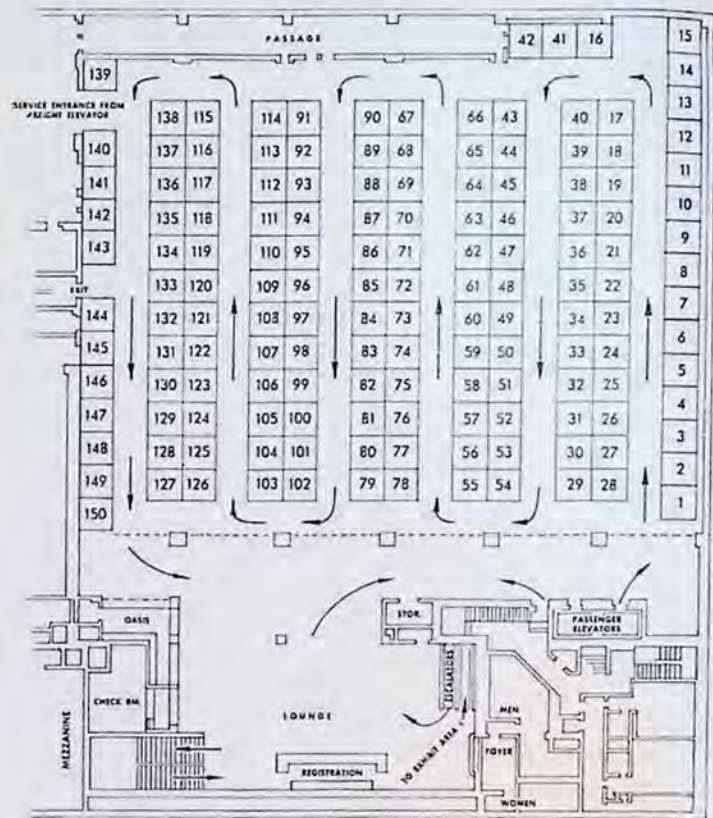 PASSAGE
42 41 16 15
139 14
SERVICE ENTRANCE FROM
FREIGHT ELEVATOR
13
138 115 114 91 90 67 66 43 40 17
12
140 137 116 113 92 89 68 65 44 39 18
11
141 136 117 112 93 88 69 64 45 38 19
10
142 135 118 111 94 87 70 63 46 37 20
9
143 134 119 110 95 86 71 62 47 36 21
8
EXIT
133 120 109 96 85 72 61 48 35 22
7
144 132 121 108 97 84 73 60 49 34 23
6
145 131 122 107 98 83 74 59 50 33 24
5
146 130 123 106 99 82 75 58 51 32 25
4
147 129 124 105 100 81 76 57 52 31 26
3
148 128 125 104 101 80 77 56 53 30 27
2
149 127 126 103 102 79 78 55 54 29 28
1
150
OASIS
STOR.
PASSENGER
ELEVATORS
ESCALATORS
CHECK RM.
MEZZANINE
LOUNGE
MEN
TO EXHIBIT AREA
FOYER
REGISTRATION
WOMEN